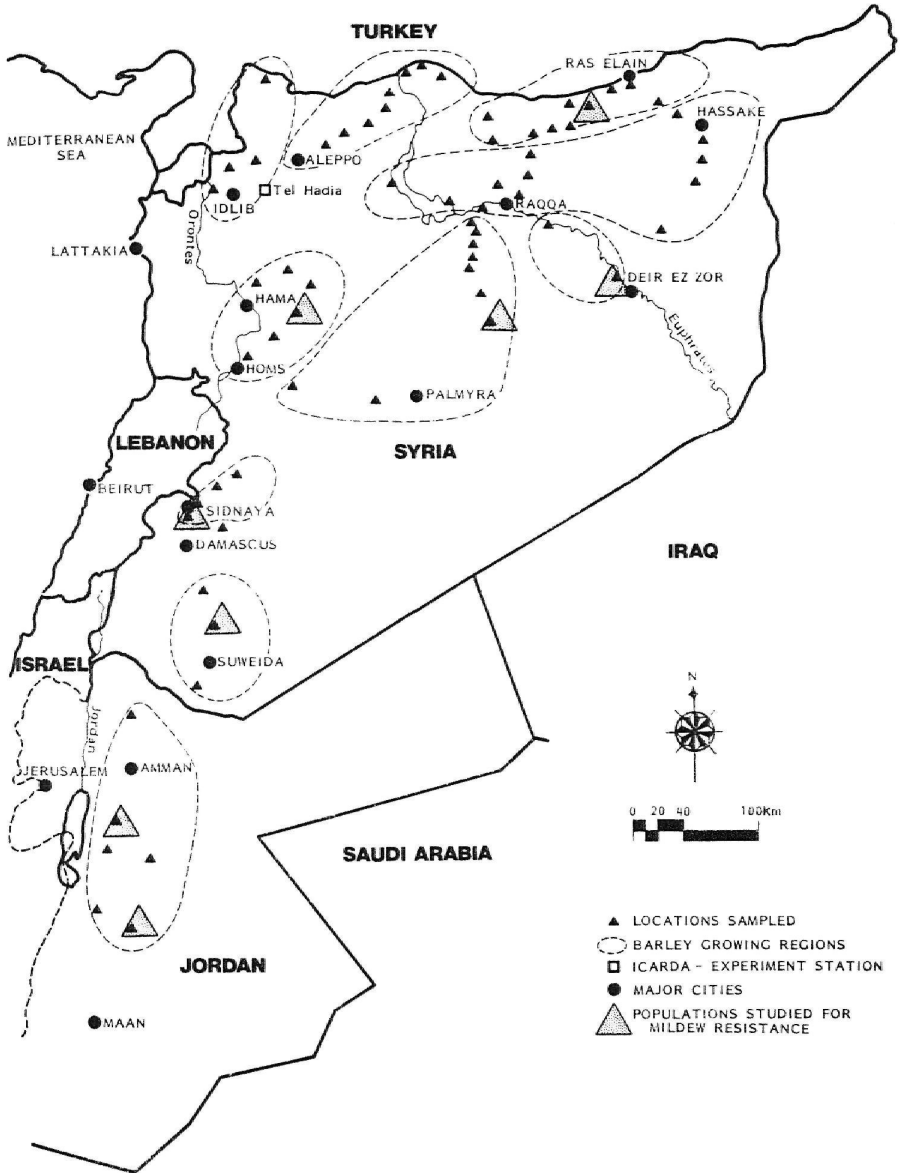 TURKEY
RAS ELAIN
HASSAKE
MEDITERRANEAN
SEA
ALEPPO
Tel Hadia
IDLIB
RAQQA
Orontes
LATTAKIA
DEIR EZ ZOR
HAMA
Euphrates
HOMS
PALMYRA
LEBANON
SYRIA
BEIRUT
SIDNAYA
DAMASCUS
IRAQ
SUWEIDA
ISRAEL
N
Jordan
JERUSALEM
AMMAN
0 20 40 100Km
SAUDI ARABIA
LOCATIONS SAMPLED
BARLEY GROWING REGIONS
ICARDA - EXPERIMENT STATION
JORDAN
MAJOR CITIES
POPULATIONS STUDIED FOR
MILDEW RESISTANCE
MAAN